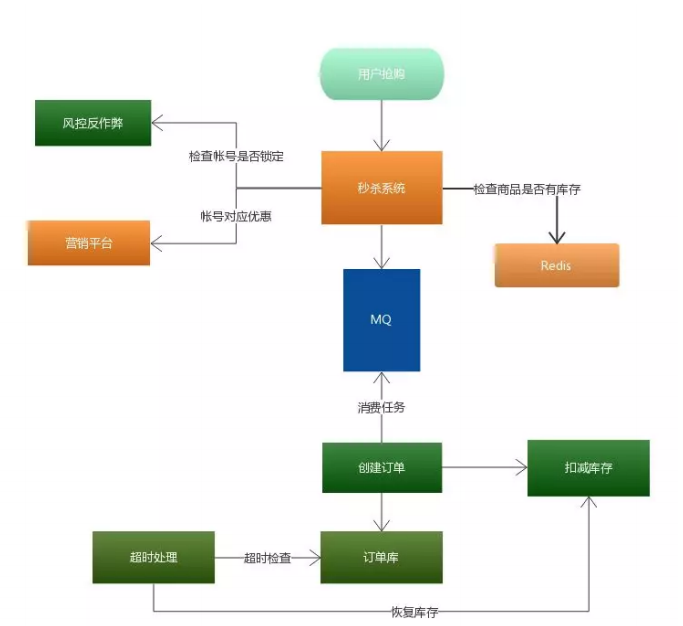 用户抢购
风控反作弊
检查帐号是否锁定
秒杀系统
检查商品是否有库存
帐号对应优惠
营销平台
Redis
MQ
消费任务
创建订单
扣减库存
超时处理
超时检查
订单库
恢复库存